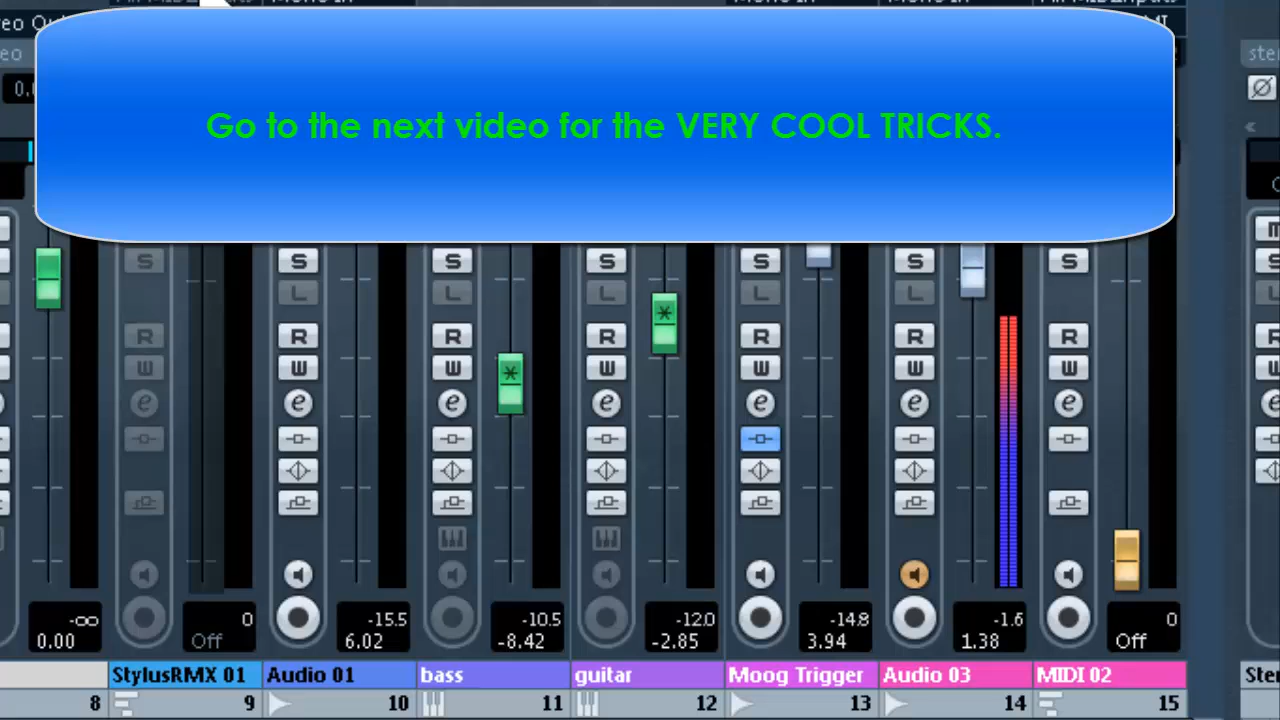 Go to the next video for the VERY COOL TRICKS.
S S S S S S S
L L L L L
R R R R R R R
W W W W W W W
e e e e e e e
-∞ 0 -15.5 -10.5 -12.0 -14.8 -1.6 0
0.00 Off 6.02 -8.42 -2.85 3.94 1.38 Off
StylusRMX 01 Audio 01 bass guitar Moog Trigger Audio 03 MIDI 02
8 9 10 11 12 13 14 15